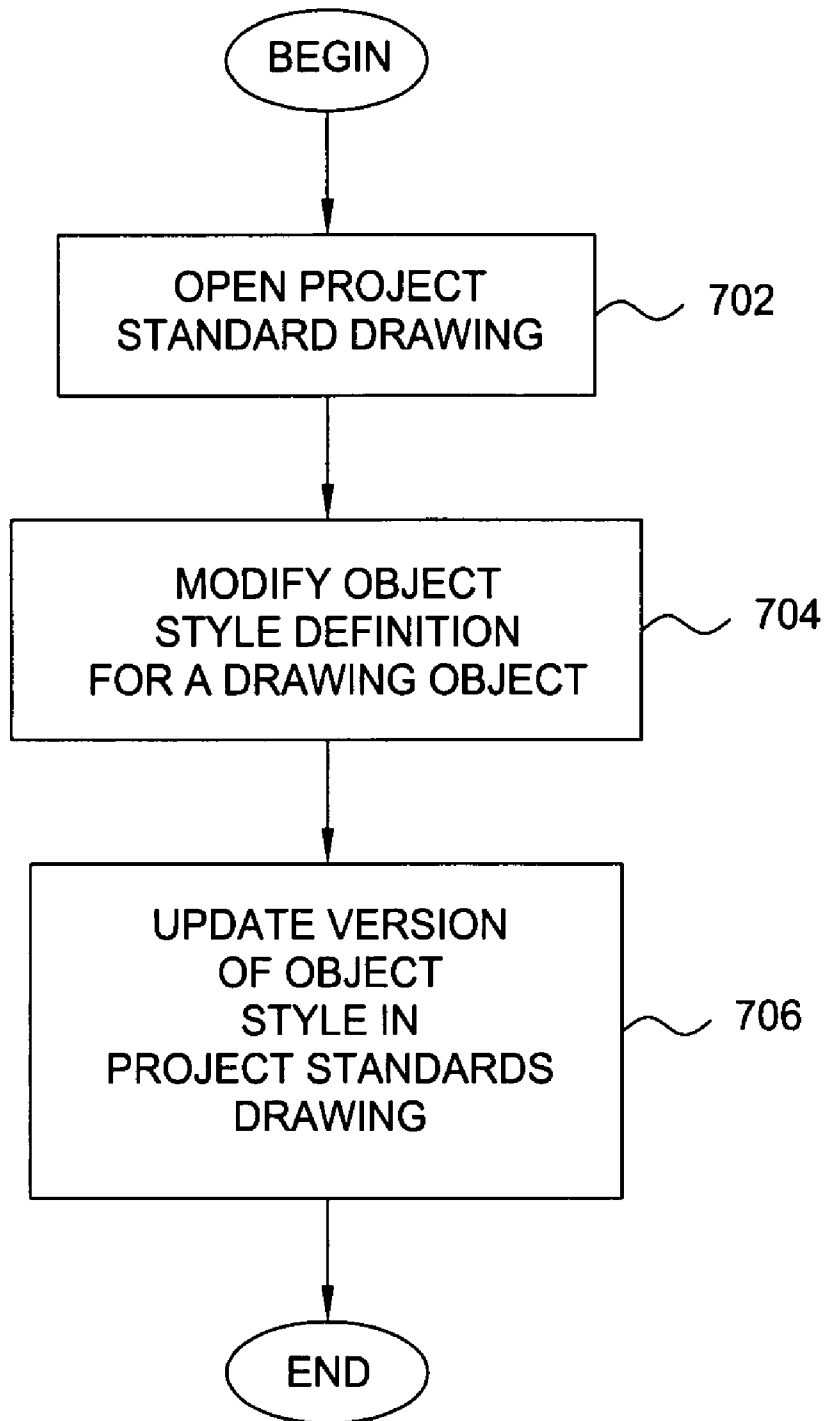 BEGIN
OPEN PROJECT
STANDARD DRAWING
702
MODIFY OBJECT
STYLE DEFINITION
FOR A DRAWING OBJECT
704
UPDATE VERSION
OF OBJECT
STYLE IN
PROJECT STANDARDS
DRAWING
706
END